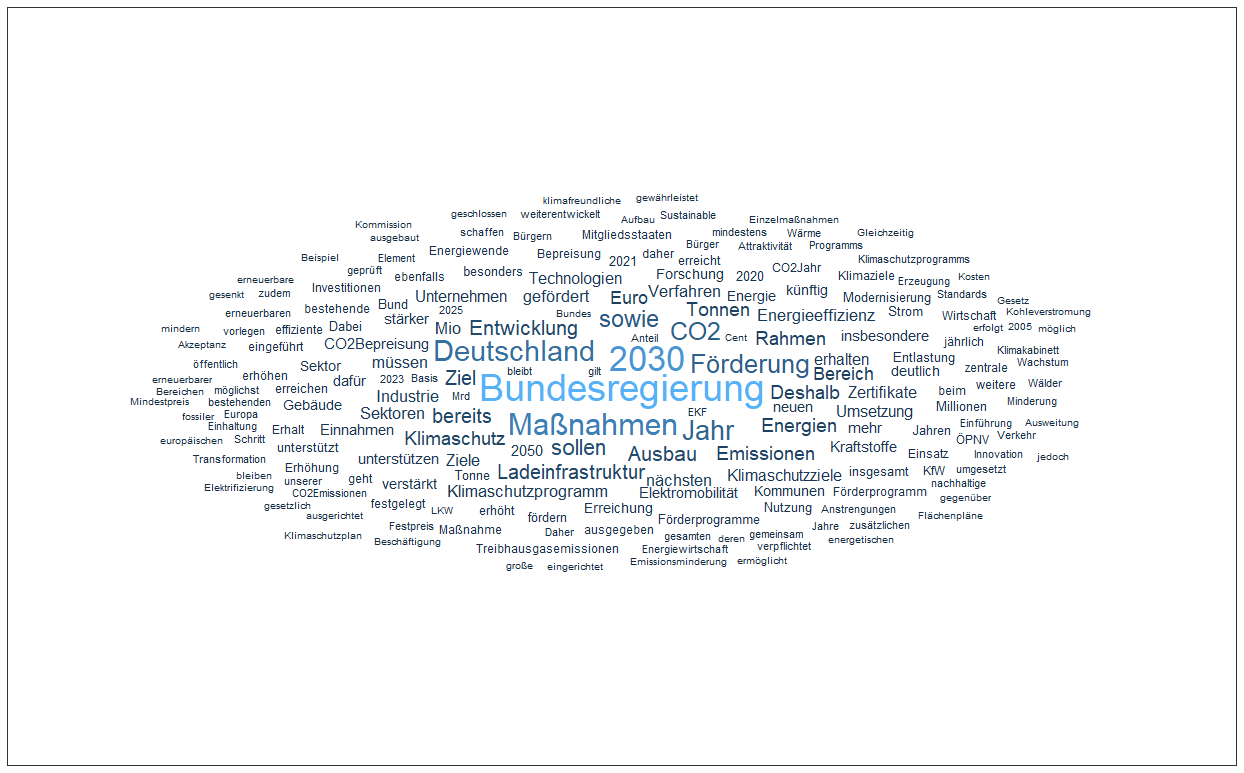 klimafreundliche gewährleistet
geschlossen weiterentwickelt Aufbau Sustainable Einzelmaßnahmen
Kommission ausgebaut schaffen Bürgern Mitgliedsstaaten mindestens Wärme Gleichzeitig
Beispiel Element Energiewende Bepreisung 2021 daher Bürger Attraktivität Programms
geprüft ebenfalls besonders Technologien Forschung erreicht 2020 CO2Jahr Klimaziele Klimaschutzprogramms
erneuerbare gesenkt zudem Investitionen Unternehmen gefördert Euro Verfahren Energie künftig Modernisierung Erzeugung Standards Kosten Gesetz
erneuerbaren bestehende Bund stärker 2025 Bundes sowie Tonnen Energieeffizienz Strom Wirtschaft Kohleverstromung
mindern vorlegen effiziente Dabei Mio Entwicklung Anteil CO2 Cent Rahmen insbesondere jährlich erfolgt 2005 möglich
Akzeptanz eingeführt CO2Bepreisung Deutschland 2030 Förderung erhalten Entlastung Klimakabinett
öffentlich Sektor müssen bleibt gilt Bereich deutlich zentrale Wachstum
erneuerbarer erhöhen dafür 2023 Basis Ziel Bundesregierung Deshalb Zertifikate beim weitere Wälder
Bereichen möglichst erreichen Industrie Mrd
Mindestpreis bestehenden Gebäude EKF neuen Umsetzung Millionen Minderung
fossiler Europa Sektoren bereits Maßnahmen Jahr Energien mehr Jahren Einführung Ausweitung
Einhaltung Erhalt Einnahmen Klimaschutz sollen Kraftstoffe ÖPNV Verkehr
europäischen Schritt unterstützt 2050 Ausbau Emissionen Einsatz Innovation jedoch
Transformation Erhöhung geht unterstützen Ziele Ladeinfrastruktur nächsten Klimaschutzziele insgesamt KfW umgesetzt
bleiben unserer verstärkt Tonne nachhaltige
Elektrifizierung CO2Emissionen Klimaschutzprogramm Elektromobilität Kommunen Förderprogramm gegenüber
gesetzlich festgelegt LKW erhöht Erreichung Nutzung Anstrengungen
ausgerichtet Festpreis Maßnahme fördern Förderprogramme Jahre zusätzlichen Flächenpläne
Klimaschutzplan Beschäftigung Daher ausgegeben gesamten deren gemeinsam energetischen
Treibhausgasemissionen Energiewirtschaft verpflichtet
große eingerichtet Emissionsminderung ermöglicht